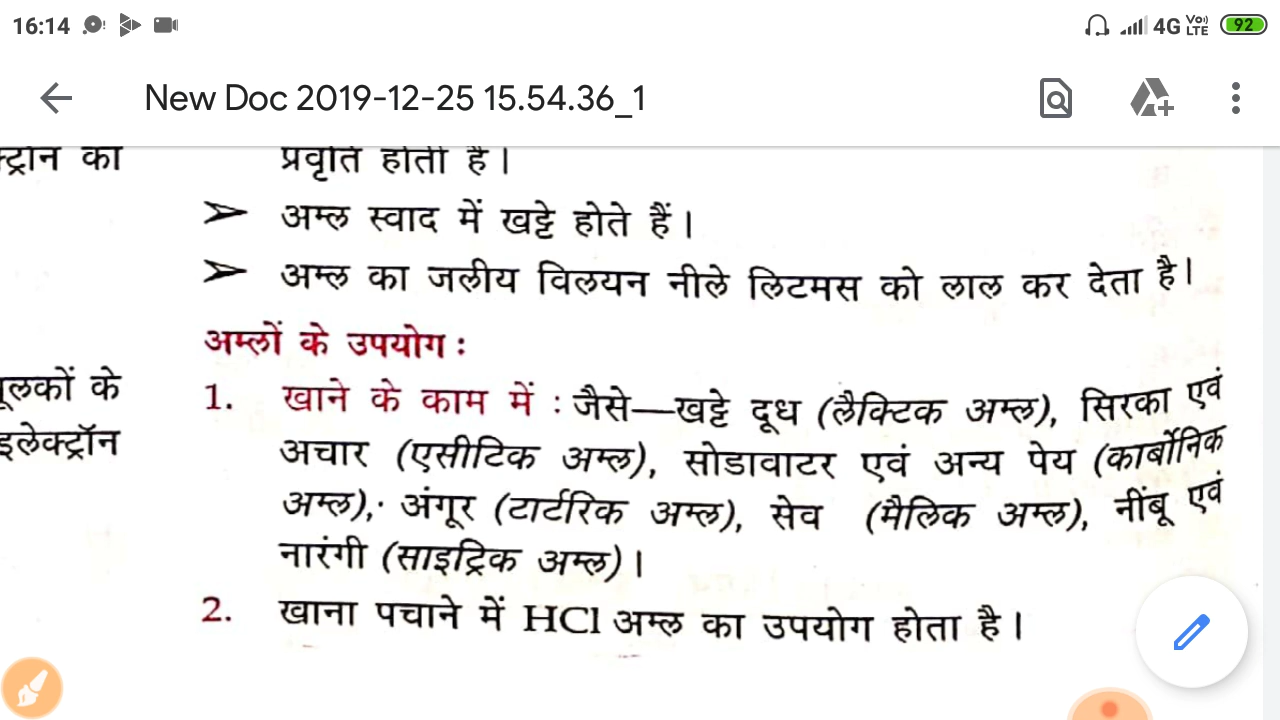 16:14 4G Vo)) LTE 92
New Doc 2019-12-25 15.54.36_1
प्रवृति होती है।
➢ अम्ल स्वाद में खट्टे होते हैं।
➢ अम्ल का जलीय विलयन नीले लिटमस को लाल कर देता है।
अम्लों के उपयोग :
के
1. खाने के काम में : जैसे—खट्टे दूध (लैक्टिक अम्ल), सिरका एवं
इलेक्ट्रॉन
अचार (एसीटिक अम्ल), सोडावाटर एवं अन्य पेय (कार्बोनिक
अम्ल), अंगूर (टार्टरिक अम्ल), सेव (मैलिक अम्ल), नींबू एवं
नारंगी (साइट्रिक अम्ल)।
2. खाना पचाने में HCl अम्ल का उपयोग होता है।